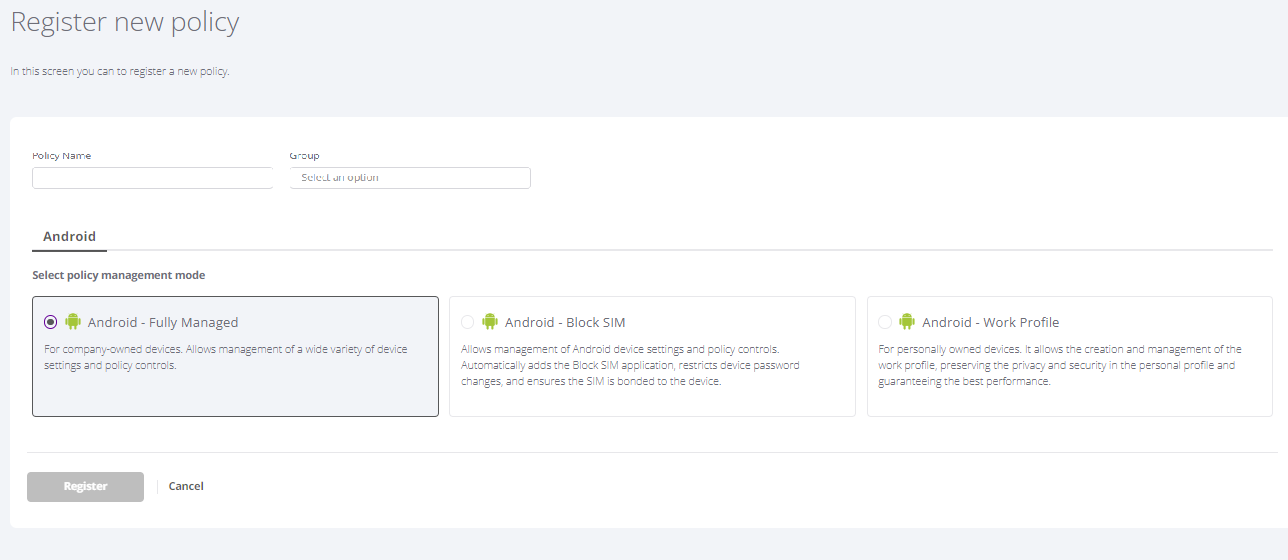 Register new policy
In this screen you can to register a new policy.
Policy Name
Group
Select an option
Android
Select policy management mode
Android - Fully Managed
For company-owned devices. Allows management of a wide variety of device
settings and policy controls.
Android - Block SIM
Allows management of Android device settings and policy controls.
Automatically adds the Block SIM application, restricts device password
changes, and ensures the SIM is bonded to the device.
Android - Work Profile
For personally owned devices. It allows the creation and management of the
work profile, preserving the privacy and security in the personal profile and
guaranteeing the best performance.
Register
Cancel